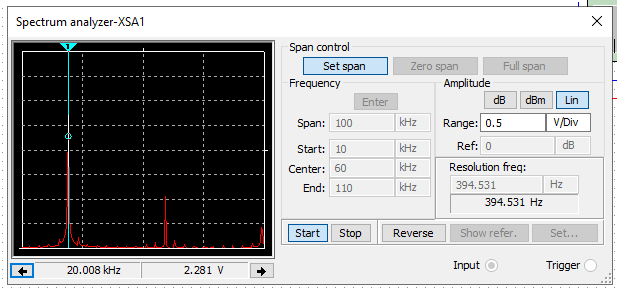 Spectrum analyzer-XSA1
Span control
Set span Zero span Full span
Frequency
Enter
Span: 100 kHz
Start: 10 kHz
Center: 60 kHz
End: 110 kHz
Amplitude
dB dBm Lin
Range: 0.5 V/Div
Ref: 0 dB
Resolution freq:
394.531 Hz
394.531 Hz
Start Stop Reverse Show refer. Set...
20.008 kHz 2.281 V
Input Trigger